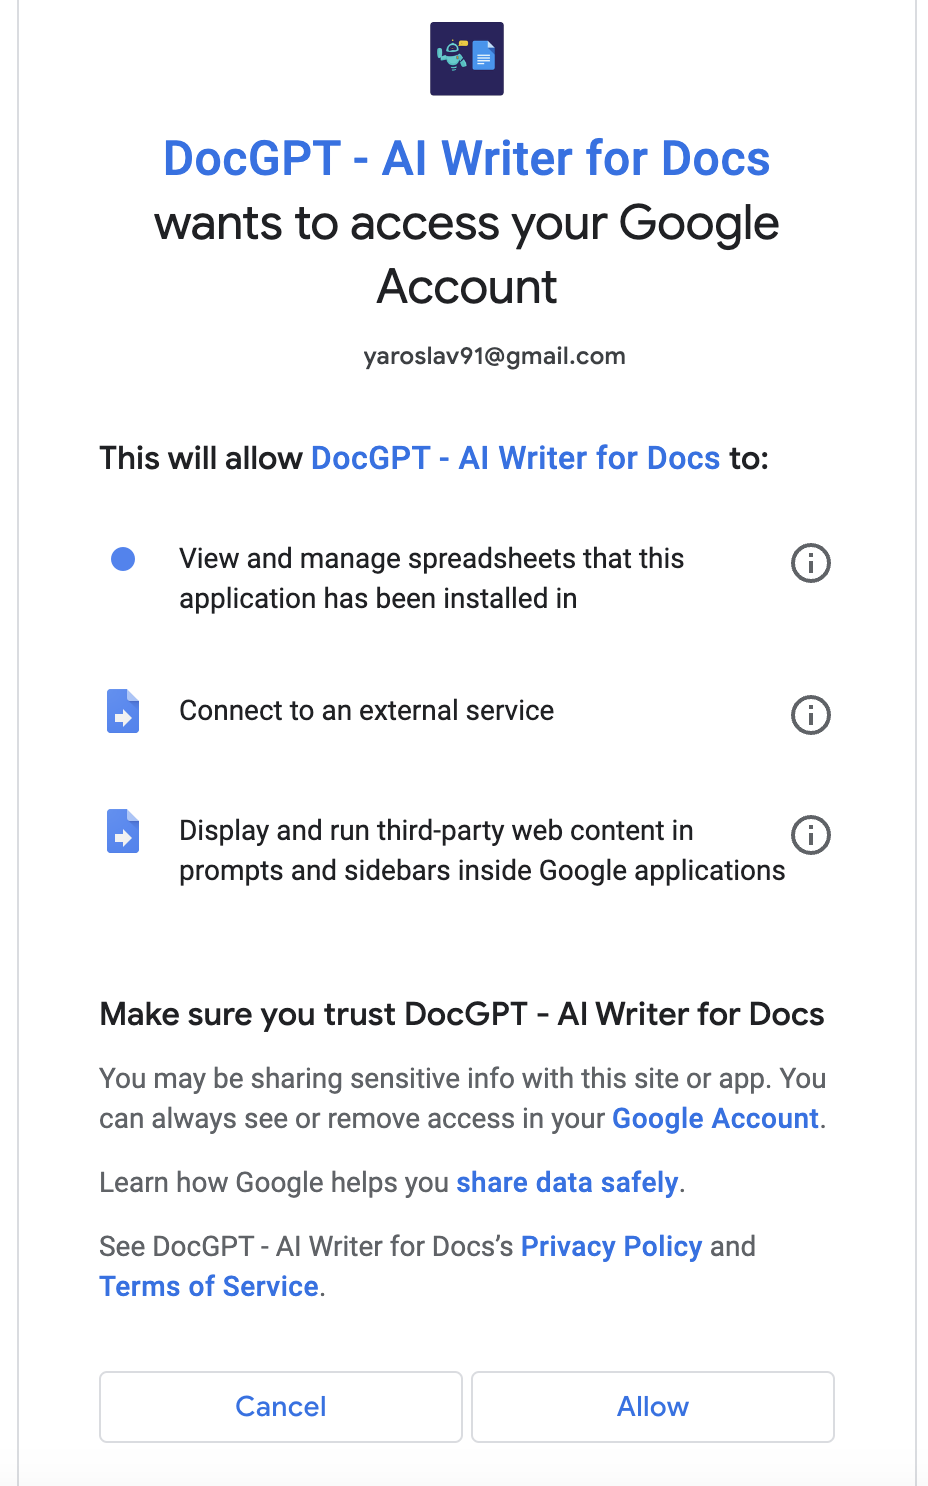 DocGPT - AI Writer for Docs
wants to access your Google
Account
yaroslav91@gmail.com
This will allow DocGPT - AI Writer for Docs to:
View and manage spreadsheets that this
application has been installed in
Connect to an external service
Display and run third-party web content in
prompts and sidebars inside Google applications
Make sure you trust DocGPT - AI Writer for Docs
You may be sharing sensitive info with this site or app. You
can always see or remove access in your Google Account.
Learn how Google helps you share data safely.
See DocGPT - AI Writer for Docs’s Privacy Policy and
Terms of Service.
Cancel Allow